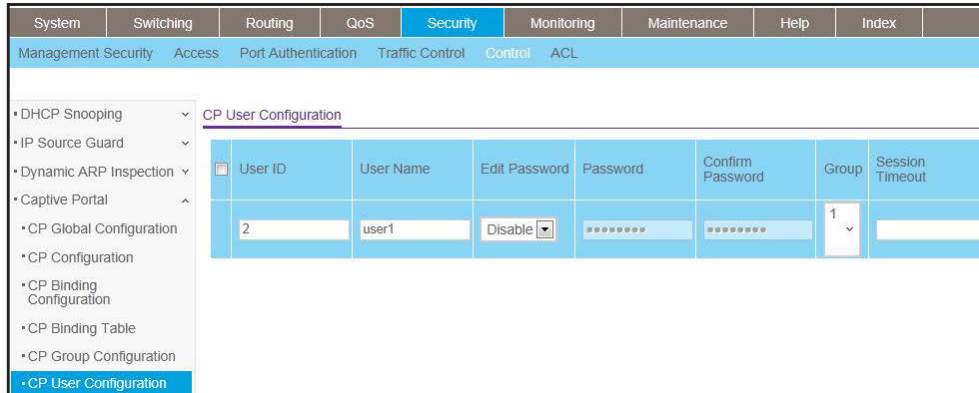 System Switching Routing QoS Security Monitoring Maintenance Help Index
Management Security Access Port Authentication Traffic Control Control ACL
DHCP Snooping
IP Source Guard
Dynamic ARP Inspection
Captive Portal
CP Global Configuration
CP Configuration
CP Binding
Configuration
CP Binding Table
CP Group Configuration
CP User Configuration
CP User Configuration
User ID User Name Edit Password Password Confirm Password Group Session Timeout
2 user1 Disable ●●●●●●●● ●●●●●●●● 1